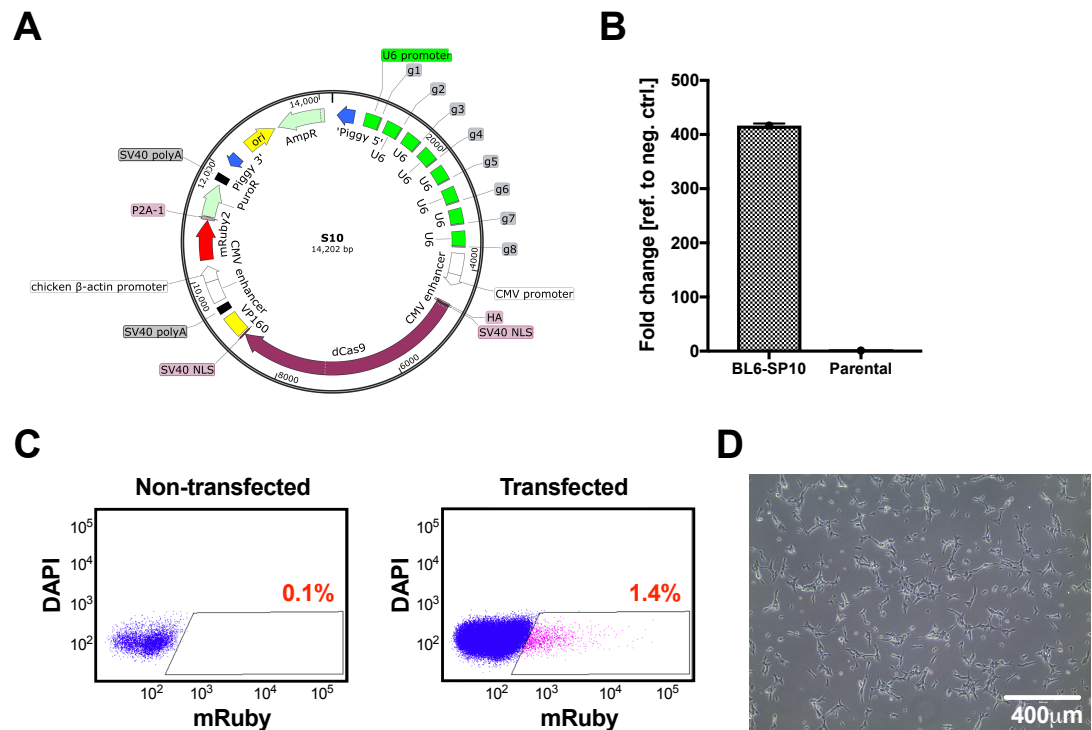 A
U6 promoter
g1
g2
g3
g4
g5
g6
g7
g8
14,000
2000
4000
6000
8000
10,000
12,000
'Piggy 5'
U6
U6
U6
U6
U6
U6
U6
CMV enhancer
CMV promoter
HA
SV40 NLS
dCas9
SV40 NLS
VP160
SV40 polyA
CMV enhancer
chicken β-actin promoter
mRuby2
P2A-1
PuroR
SV40 polyA
Piggy 3'
ori
AmpR
S10
14,202 bp
B
Fold change [ref. to neg. ctrl.]
500
400
300
200
100
0
BL6-SP10
Parental
C
Non-transfected
DAPI
10⁵
10⁴
10³
10²
0.1%
10² 10³ 10⁴ 10⁵
mRuby
Transfected
DAPI
10⁵
10⁴
10³
10²
1.4%
10² 10³ 10⁴ 10⁵
mRuby
D
400μm